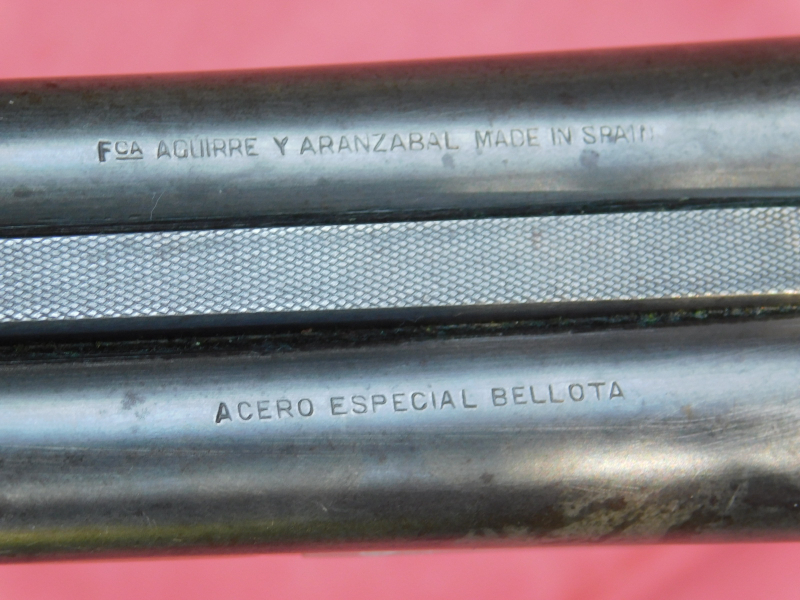 FCA AGUIRRE Y ARANZABAL MADE IN SPAIN
ACERO ESPECIAL BELLOTA